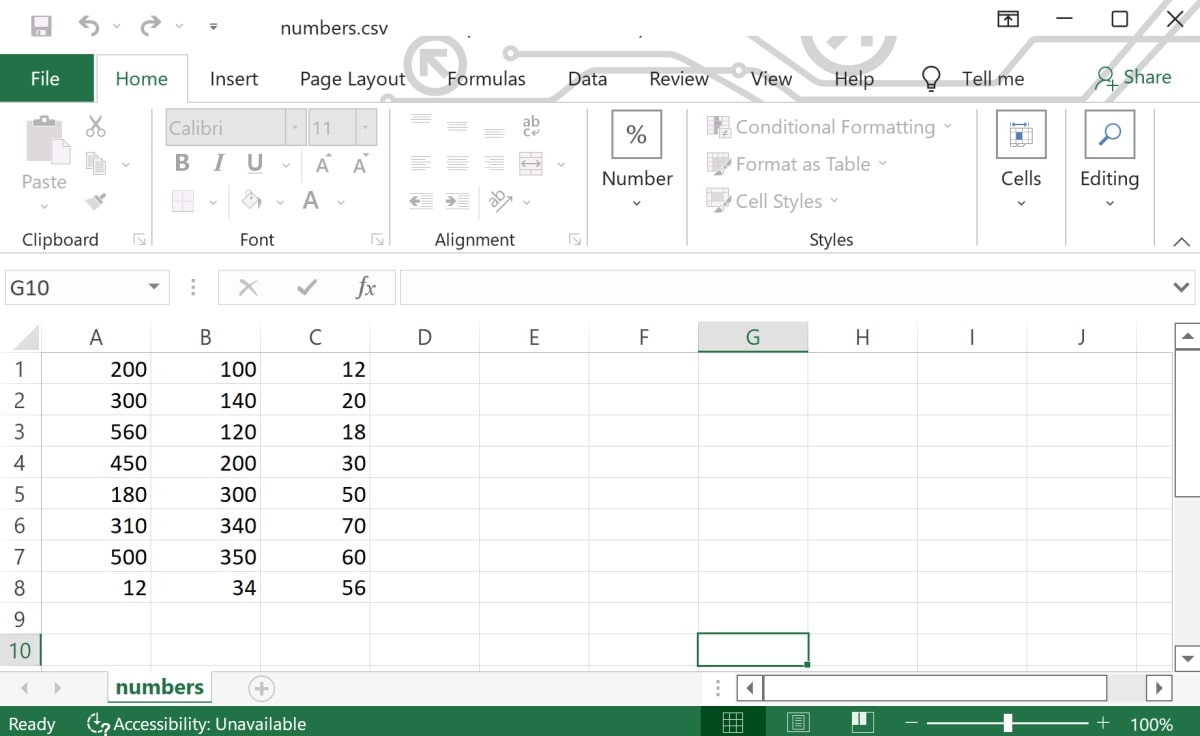 numbers.csv
File Home Insert Page Layout Formulas Data Review View Help Tell me Share
Calibri 11 ab % Conditional Formatting
Paste B I U A A Number Format as Table Cells Editing
A Cell Styles
Clipboard Font Alignment Styles
G10 fx
A B C D E F G H I J
1 200 100 12
2 300 140 20
3 560 120 18
4 450 200 30
5 180 300 50
6 310 340 70
7 500 350 60
8 12 34 56
9
10
numbers
Ready Accessibility: Unavailable 100%